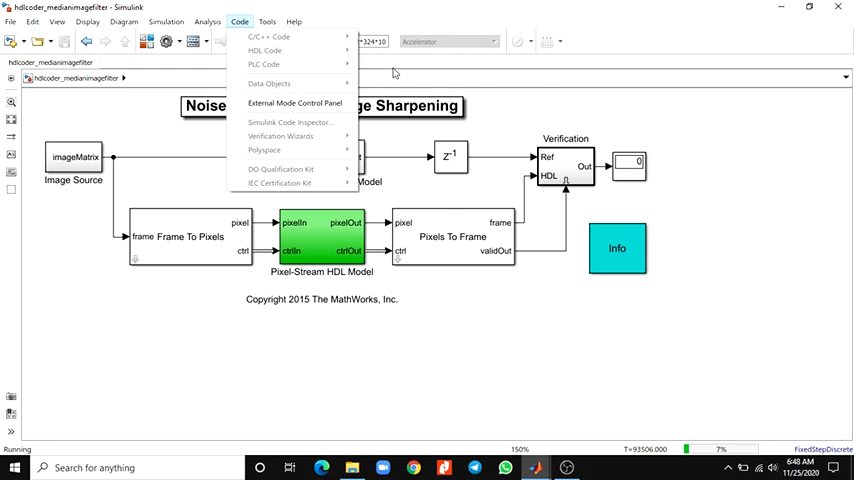 hdlcoder_medianimagefilter - Simulink
File Edit View Display Diagram Simulation Analysis Code Tools Help
*324*10 Accelerator
hdlcoder_medianimagefilter
hdlcoder_medianimagefilter
C/C++ Code
HDL Code
PLC Code
Data Objects
External Mode Control Panel
Simulink Code Inspector...
Verification Wizards
Polyspace
DO Qualification Kit
IEC Certification Kit
Noise ge Sharpening
imageMatrix
Image Source
Z-1
Verification
Ref
HDL
Out
0
frame Frame To Pixels pixel
ctrl
pixelIn pixelOut
ctrlIn ctrlOut
Pixel-Stream HDL Model
pixel frame
Pixels To Frame
ctrl validOut
Info
Copyright 2015 The MathWorks, Inc.
Running 150% T=93506.000 7% FixedStepDiscrete
Search for anything
6:48 AM
11/25/2020